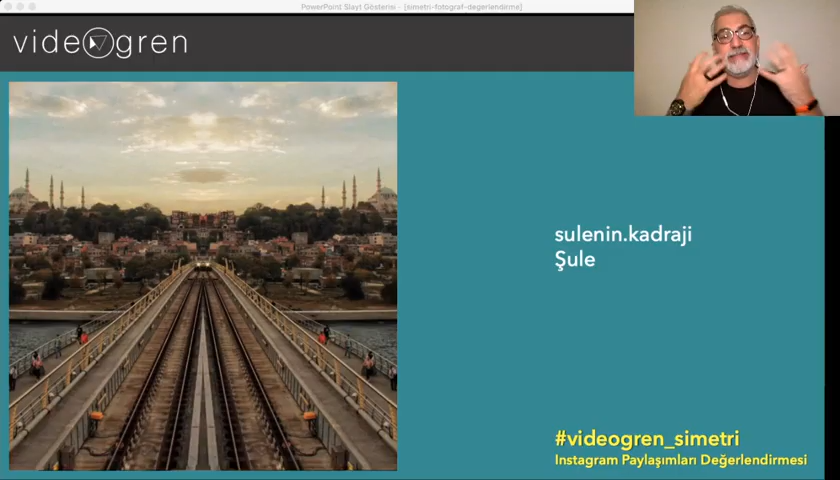 PowerPoint Slayt Gösterisi - [simetri-fotograf-degerlendirme]
videogren
sulenin.kadraji
Şule
#videogren_simetri
Instagram Paylaşımları Değerlendirmesi